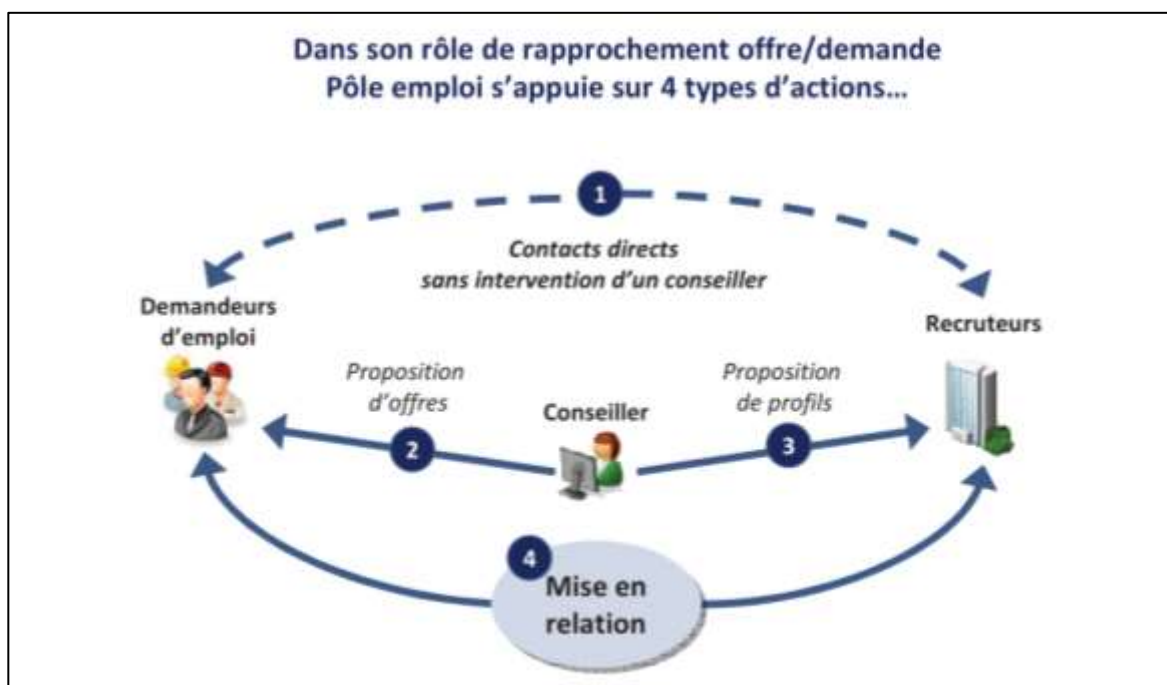 Dans son rôle de rapprochement offre/demande
Pôle emploi s’appuie sur 4 types d’actions…
1
Contacts directs
sans intervention d’un conseiller
Demandeurs
d’emploi
Recruteurs
Proposition
d’offres
Proposition
de profils
Conseiller
2
3
4
Mise en
relation